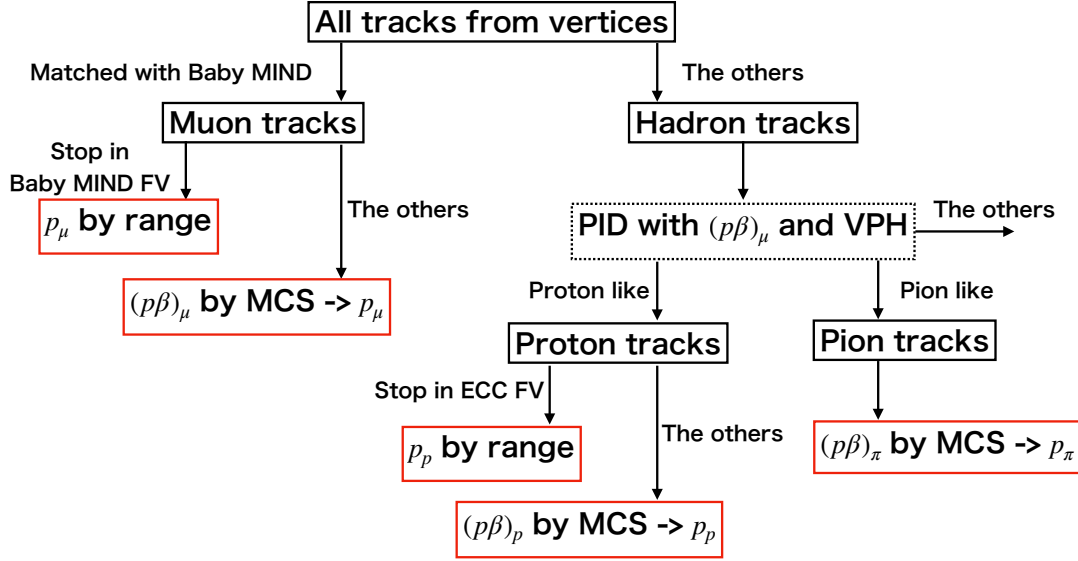 All tracks from vertices
Matched with Baby MIND
The others
Muon tracks
Hadron tracks
Stop in
Baby MIND FV
The others
p_μ by range
PID with (pβ)_μ and VPH
The others
(pβ)_μ by MCS -> p_μ
Proton like
Pion like
Proton tracks
Pion tracks
Stop in ECC FV
The others
p_p by range
(pβ)_π by MCS -> p_π
(pβ)_p by MCS -> p_p